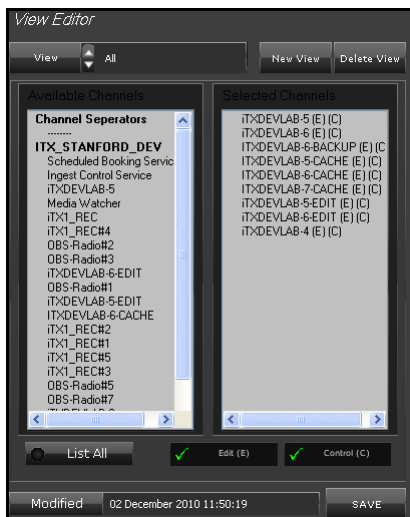 View Editor
View All New View Delete View
Available Channels
Channel Seperators
--------
ITX_STANFORD_DEV
Scheduled Booking Servic
Ingest Control Service
iTXDEVLAB-5
Media Watcher
iTX1_REC
iTX1_REC#4
OBS-Radio#2
OBS-Radio#3
iTXDEVLAB-6-EDIT
OBS-Radio#1
iTXDEVLAB-5-EDIT
ITXDEVLAB-6-CACHE
iTX1_REC#2
iTX1_REC#1
iTX1_REC#5
iTX1_REC#3
OBS-Radio#5
OBS-Radio#7
Selected Channels
iTXDEVLAB-5 (E) (C)
iTXDEVLAB-6 (E) (C)
ITXDEVLAB-6-BACKUP (E) (C
ITXDEVLAB-5-CACHE (E) (C)
ITXDEVLAB-6-CACHE (E) (C)
ITXDEVLAB-7-CACHE (E) (C)
iTXDEVLAB-5-EDIT (E) (C)
iTXDEVLAB-6-EDIT (E) (C)
iTXDEVLAB-4 (E) (C)
List All Edit (E) Control (C)
Modified 02 December 2010 11:50:19 SAVE